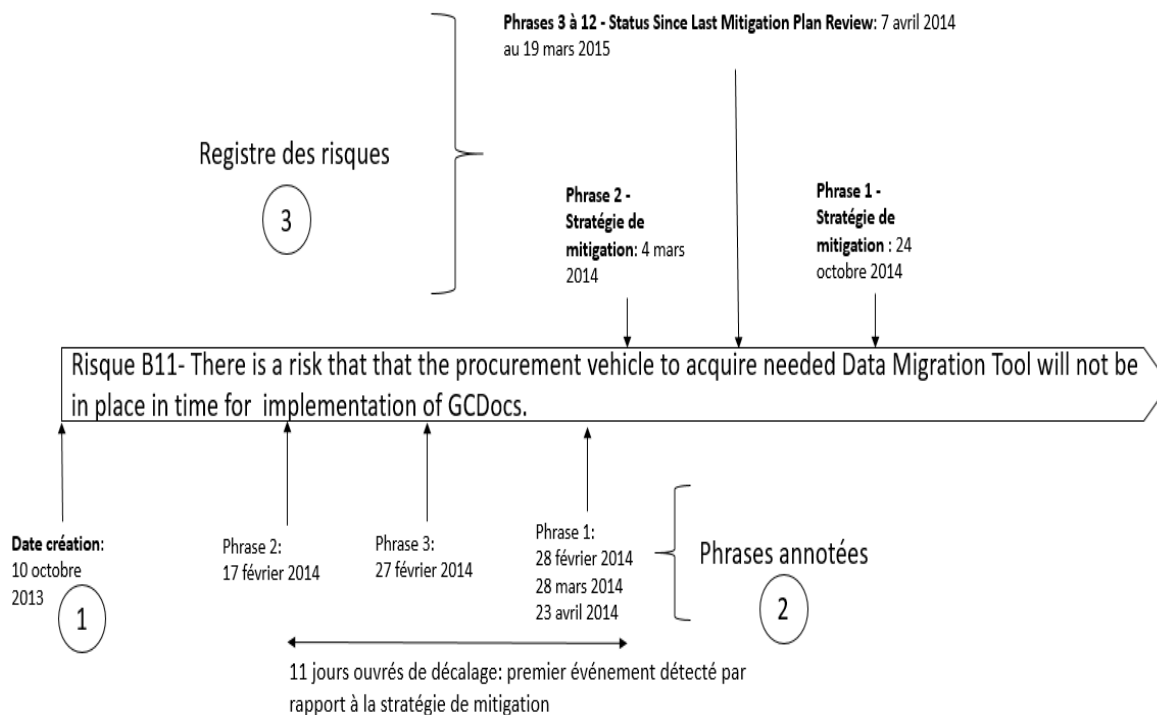 Phrases 3 à 12 - Status Since Last Mitigation Plan Review: 7 avril 2014
au 19 mars 2015
Registre des risques
3
Phrase 2 -
Stratégie de
mitigation: 4 mars
2014
Phrase 1 -
Stratégie de
mitigation : 24
octobre 2014
Risque B11- There is a risk that that the procurement vehicle to acquire needed Data Migration Tool will not be
in place in time for implementation of GCDocs.
Date création:
10 octobre
2013
1
Phrase 2:
17 février 2014
Phrase 3:
27 février 2014
Phrase 1:
28 février 2014
28 mars 2014
23 avril 2014
Phrases annotées
2
11 jours ouvrés de décalage: premier événement détecté par
rapport à la stratégie de mitigation